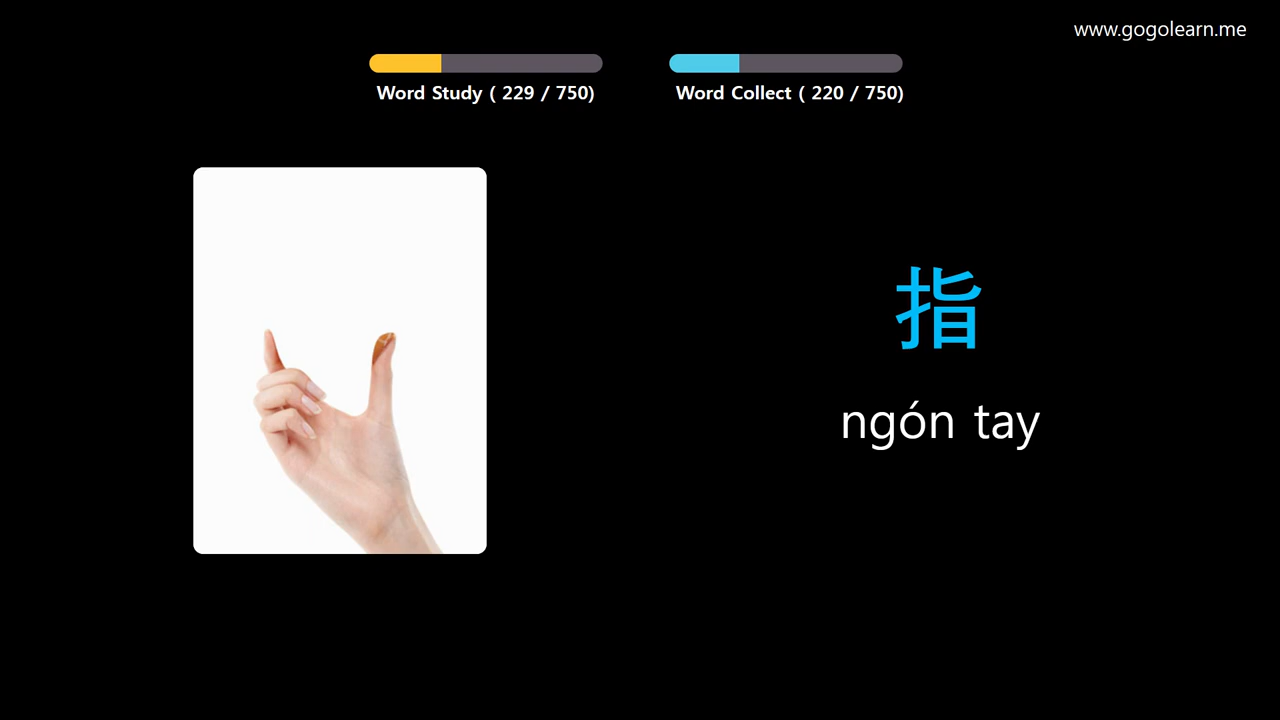 www.gogolearn.me
Word Study ( 229 / 750)
Word Collect ( 220 / 750)
指
ngón tay